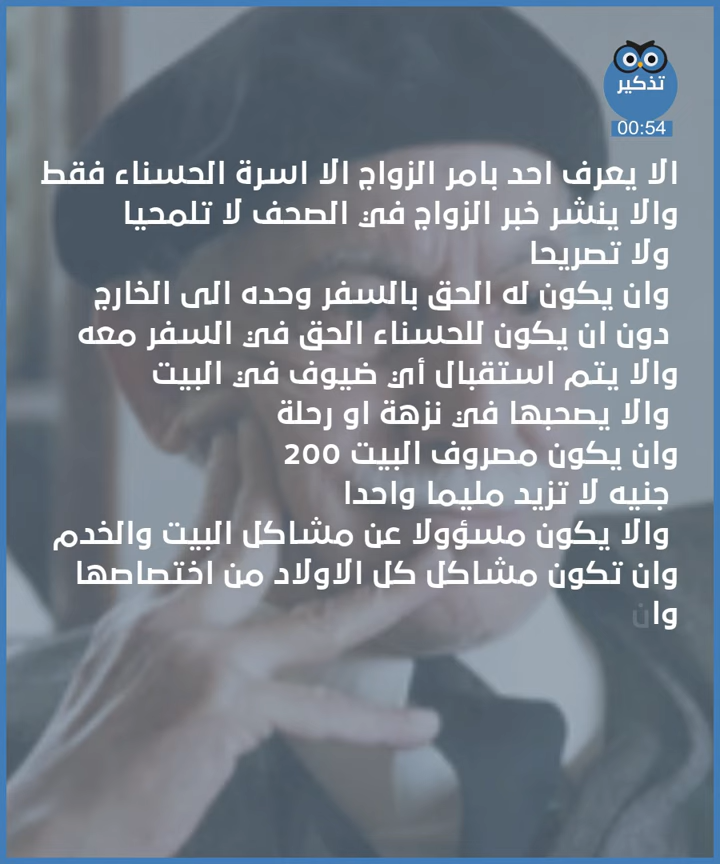 تذكير
00:54
الا يعرف احد بامر الزواج الا اسرة الحسناء فقط
والا ينشر خبر الزواج في الصحف لا تلمحيا
ولا تصريحا
وان يكون له الحق بالسفر وحده الى الخارج
دون ان يكون للحسناء الحق في السفر معه
والا يتم استقبال أي ضيوف في البيت
والا يصحبها في نزهة او رحلة
وان يكون مصروف البيت 200
جنيه لا تزيد مليما واحدا
والا يكون مسؤولا عن مشاكل البيت والخدم
وان تكون مشاكل كل الاولاد من اختصاصها
وان